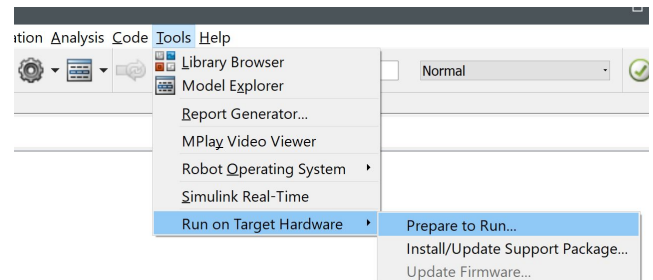 ation Analysis Code Tools Help
Library Browser
Normal
Model Explorer
Report Generator...
MPlay Video Viewer
Robot Operating System
Simulink Real-Time
Run on Target Hardware
Prepare to Run...
Install/Update Support Package...
Update Firmware...